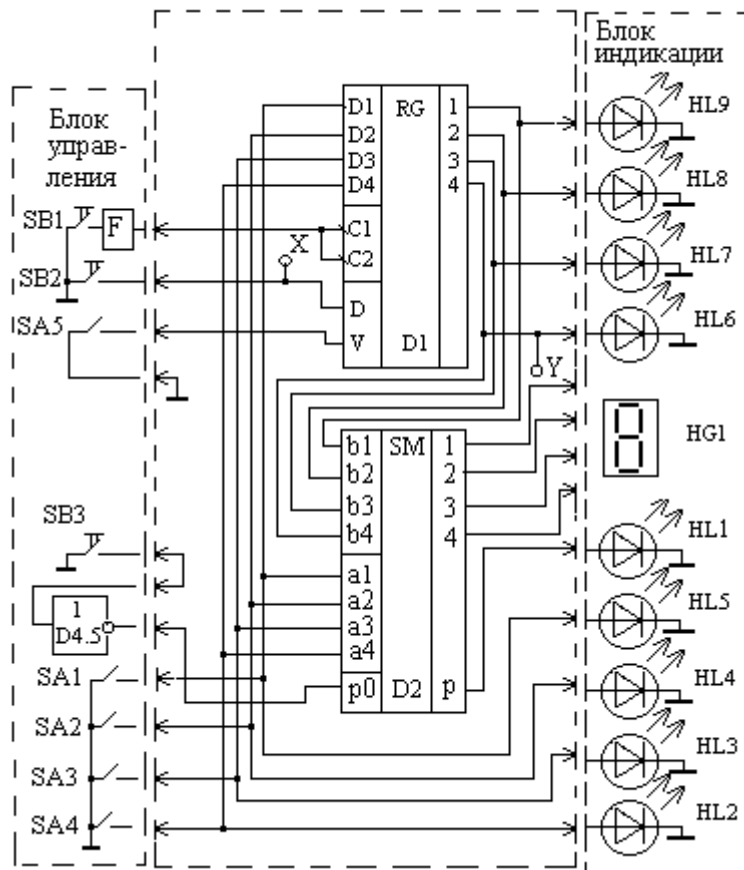 Блок
индикации
Блок
управ-
ления
SB1
F
SB2
SA5
SB3
1
D4.5
SA1
SA2
SA3
SA4
X
D1
D2
D3
D4
C1
C2
D
V
RG
D1
1
2
3
4
Y
b1
b2
b3
b4
a1
a2
a3
a4
p0
SM
D2
1
2
3
4
p
HL9
HL8
HL7
HL6
HG1
HL1
HL5
HL4
HL3
HL2